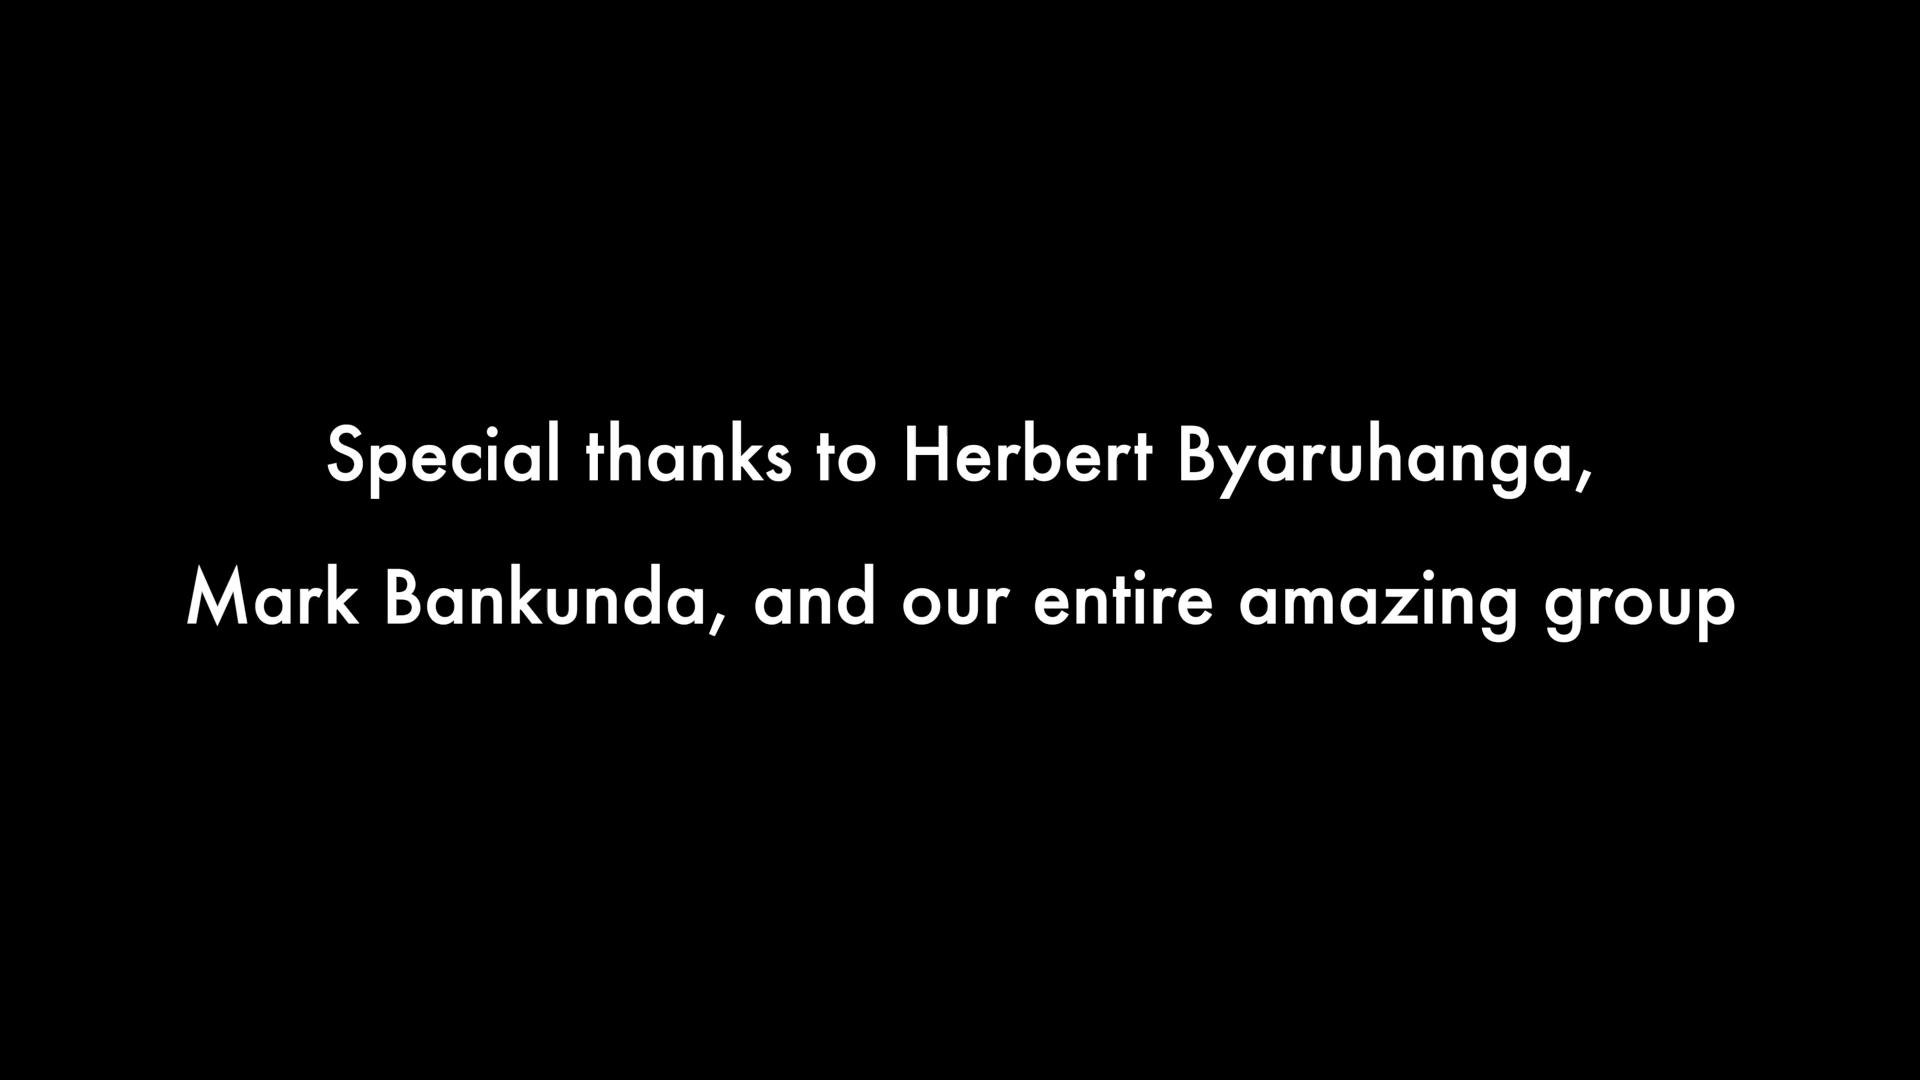 Special thanks to Herbert Byaruhanga,
Mark Bankunda, and our entire amazing group